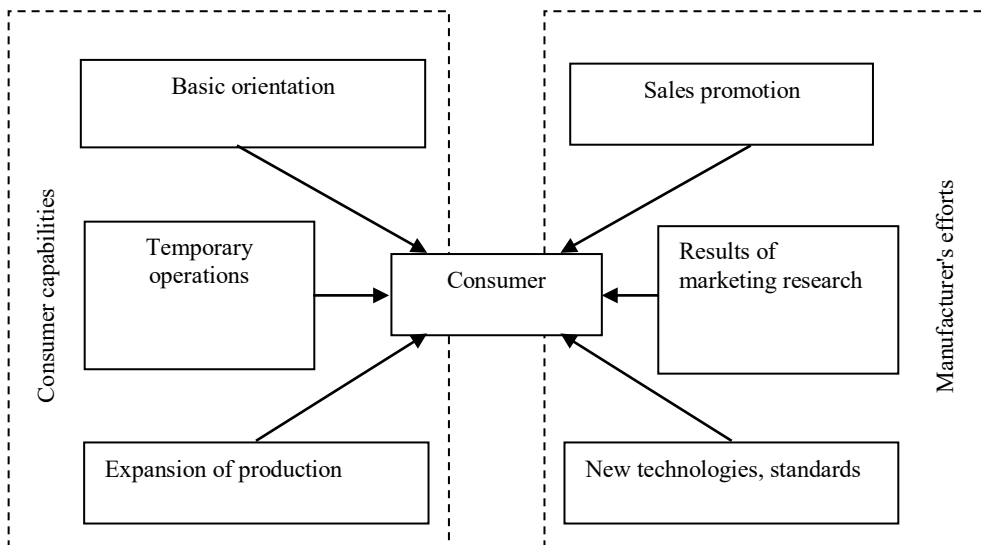 Basic orientation
Sales promotion
Consumer capabilities
Temporary
operations
Consumer
Results of
marketing research
Manufacturer's efforts
Expansion of production
New technologies, standards